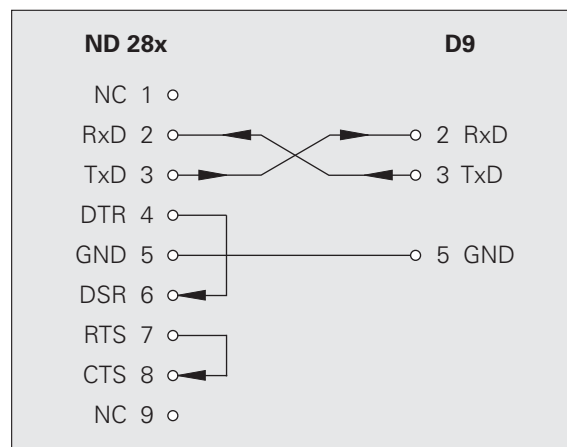 ND 28x D9
NC 1
RxD 2 2 RxD
TxD 3 3 TxD
DTR 4
GND 5 5 GND
DSR 6
RTS 7
CTS 8
NC 9